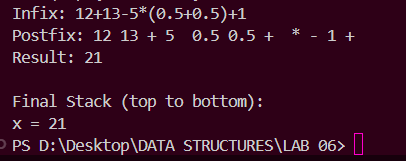 Infix: 12+13-5*(0.5+0.5)+1
Postfix: 12 13 + 5  0.5 0.5 +  * - 1 +
Result: 21
Final Stack (top to bottom):
x = 21
PS D:\Desktop\DATA STRUCTURES\LAB 06>